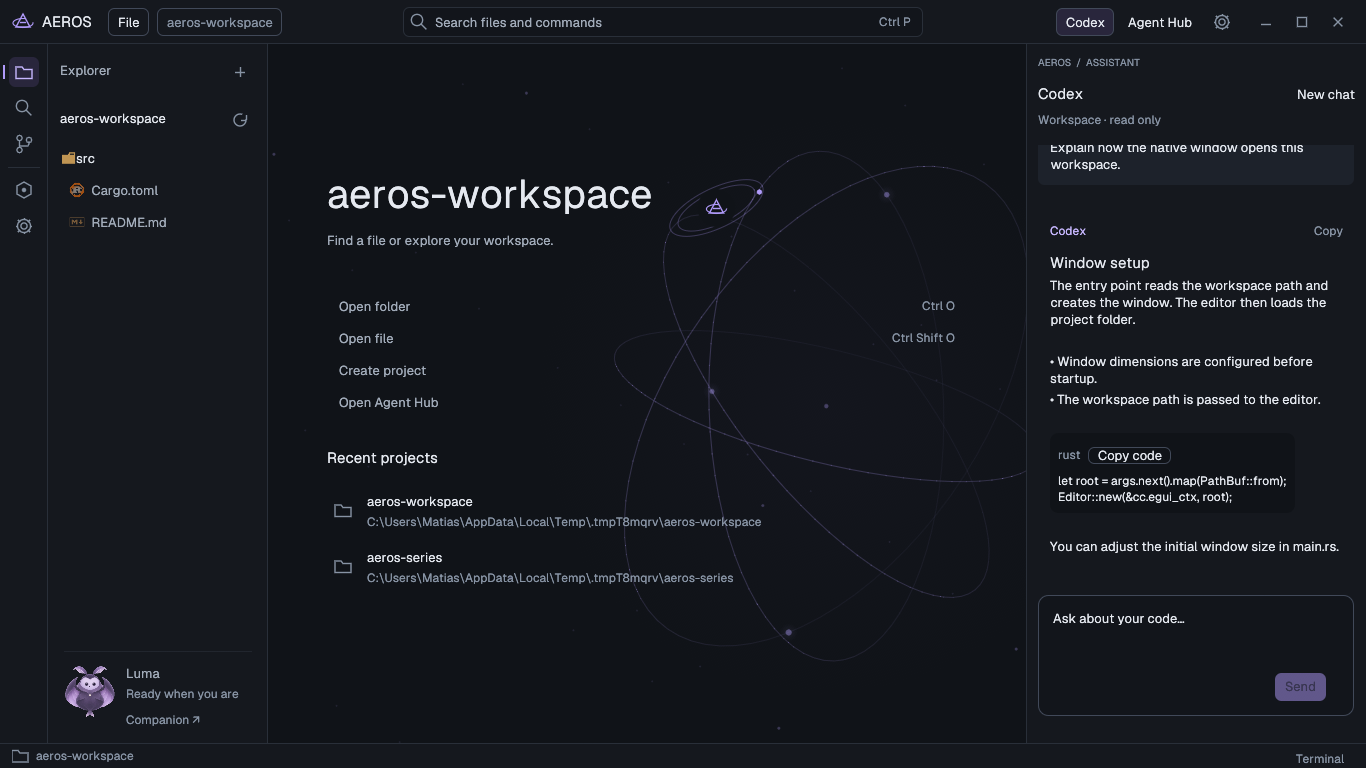 AEROS File aeros-workspace Search files and commands Ctrl P Codex Agent Hub
Explorer
aeros-workspace
src
Cargo.toml
README.md
Luma
Ready when you are
Companion ↗
aeros-workspace
Find a file or explore your workspace.
Open folder Ctrl O
Open file Ctrl Shift O
Create project
Open Agent Hub
Recent projects
aeros-workspace
C:\Users\Matias\AppData\Local\Temp\.tmpT8mqrv\aeros-workspace
aeros-series
C:\Users\Matias\AppData\Local\Temp\.tmpT8mqrv\aeros-series
AEROS / ASSISTANT
Codex New chat
Workspace · read only
Explain how the native window opens this
workspace.
Codex Copy
Window setup
The entry point reads the workspace path and
creates the window. The editor then loads the
project folder.
• Window dimensions are configured before
startup.
• The workspace path is passed to the editor.
rust Copy code
let root = args.next().map(PathBuf::from);
Editor::new(&cc.egui_ctx, root);
You can adjust the initial window size in main.rs.
Ask about your code…
Send
aeros-workspace Terminal